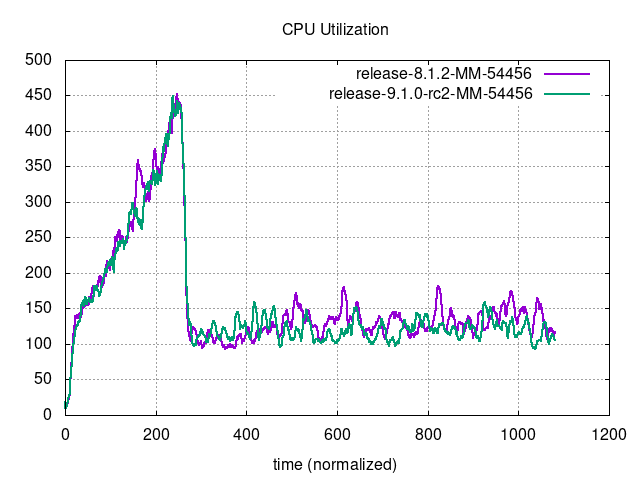 CPU Utilization
500
450
400
350
300
250
200
150
100
50
0
release-8.1.2-MM-54456
release-9.1.0-rc2-MM-54456
0 200 400 600 800 1000 1200
time (normalized)